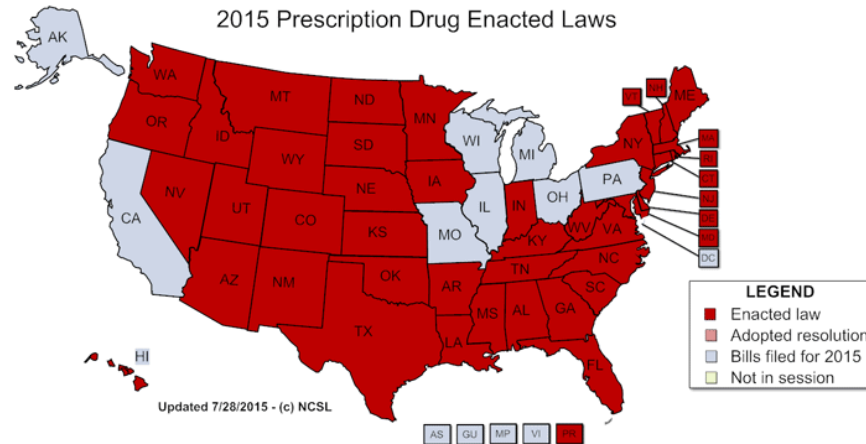 2015 Prescription Drug Enacted Laws
AK
WA
MT
ND
MN
VT
NH
ME
OR
ID
WY
SD
WI
MI
NY
MA
RI
CT
NJ
DE
MD
DC
NV
UT
CO
NE
IA
IL
IN
OH
PA
CA
KS
MO
KY
WV
VA
AZ
NM
OK
AR
TN
NC
SC
TX
LA
MS
AL
GA
FL
HI
LEGEND
Enacted law
Adopted resolution
Bills filed for 2015
Not in session
Updated 7/28/2015 - (c) NCSL
AS
GU
MP
VI
PR